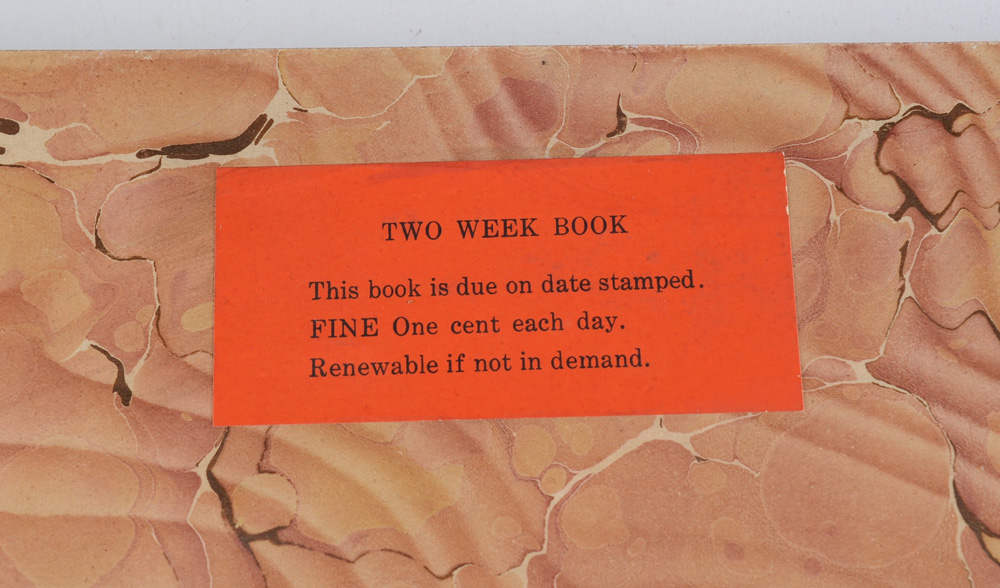 TWO WEEK BOOK
This book is due on date stamped.
FINE One cent each day.
Renewable if not in demand.